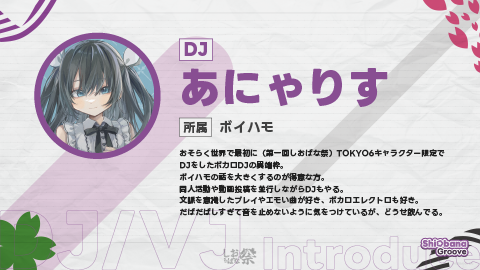 DJ
あにゃりす
所属 ボイハモ
おそらく世界で最初に（第一回しおばな祭）TOKYO6キャラクター限定で
DJをしたボカロDJの異端枠。
ボイハモの話を大きくするのが得意な方。
同人活動や動画投稿を並行しながらDJもやる。
文脈を意識したプレイやエモい曲が好き、ボカロエレクトロも好き。
だばだばしすぎて音を止めないように気をつけているが、どうせ飲んでる。
DJ/VJ Introduce
しおばな祭
ShiObana
Groove